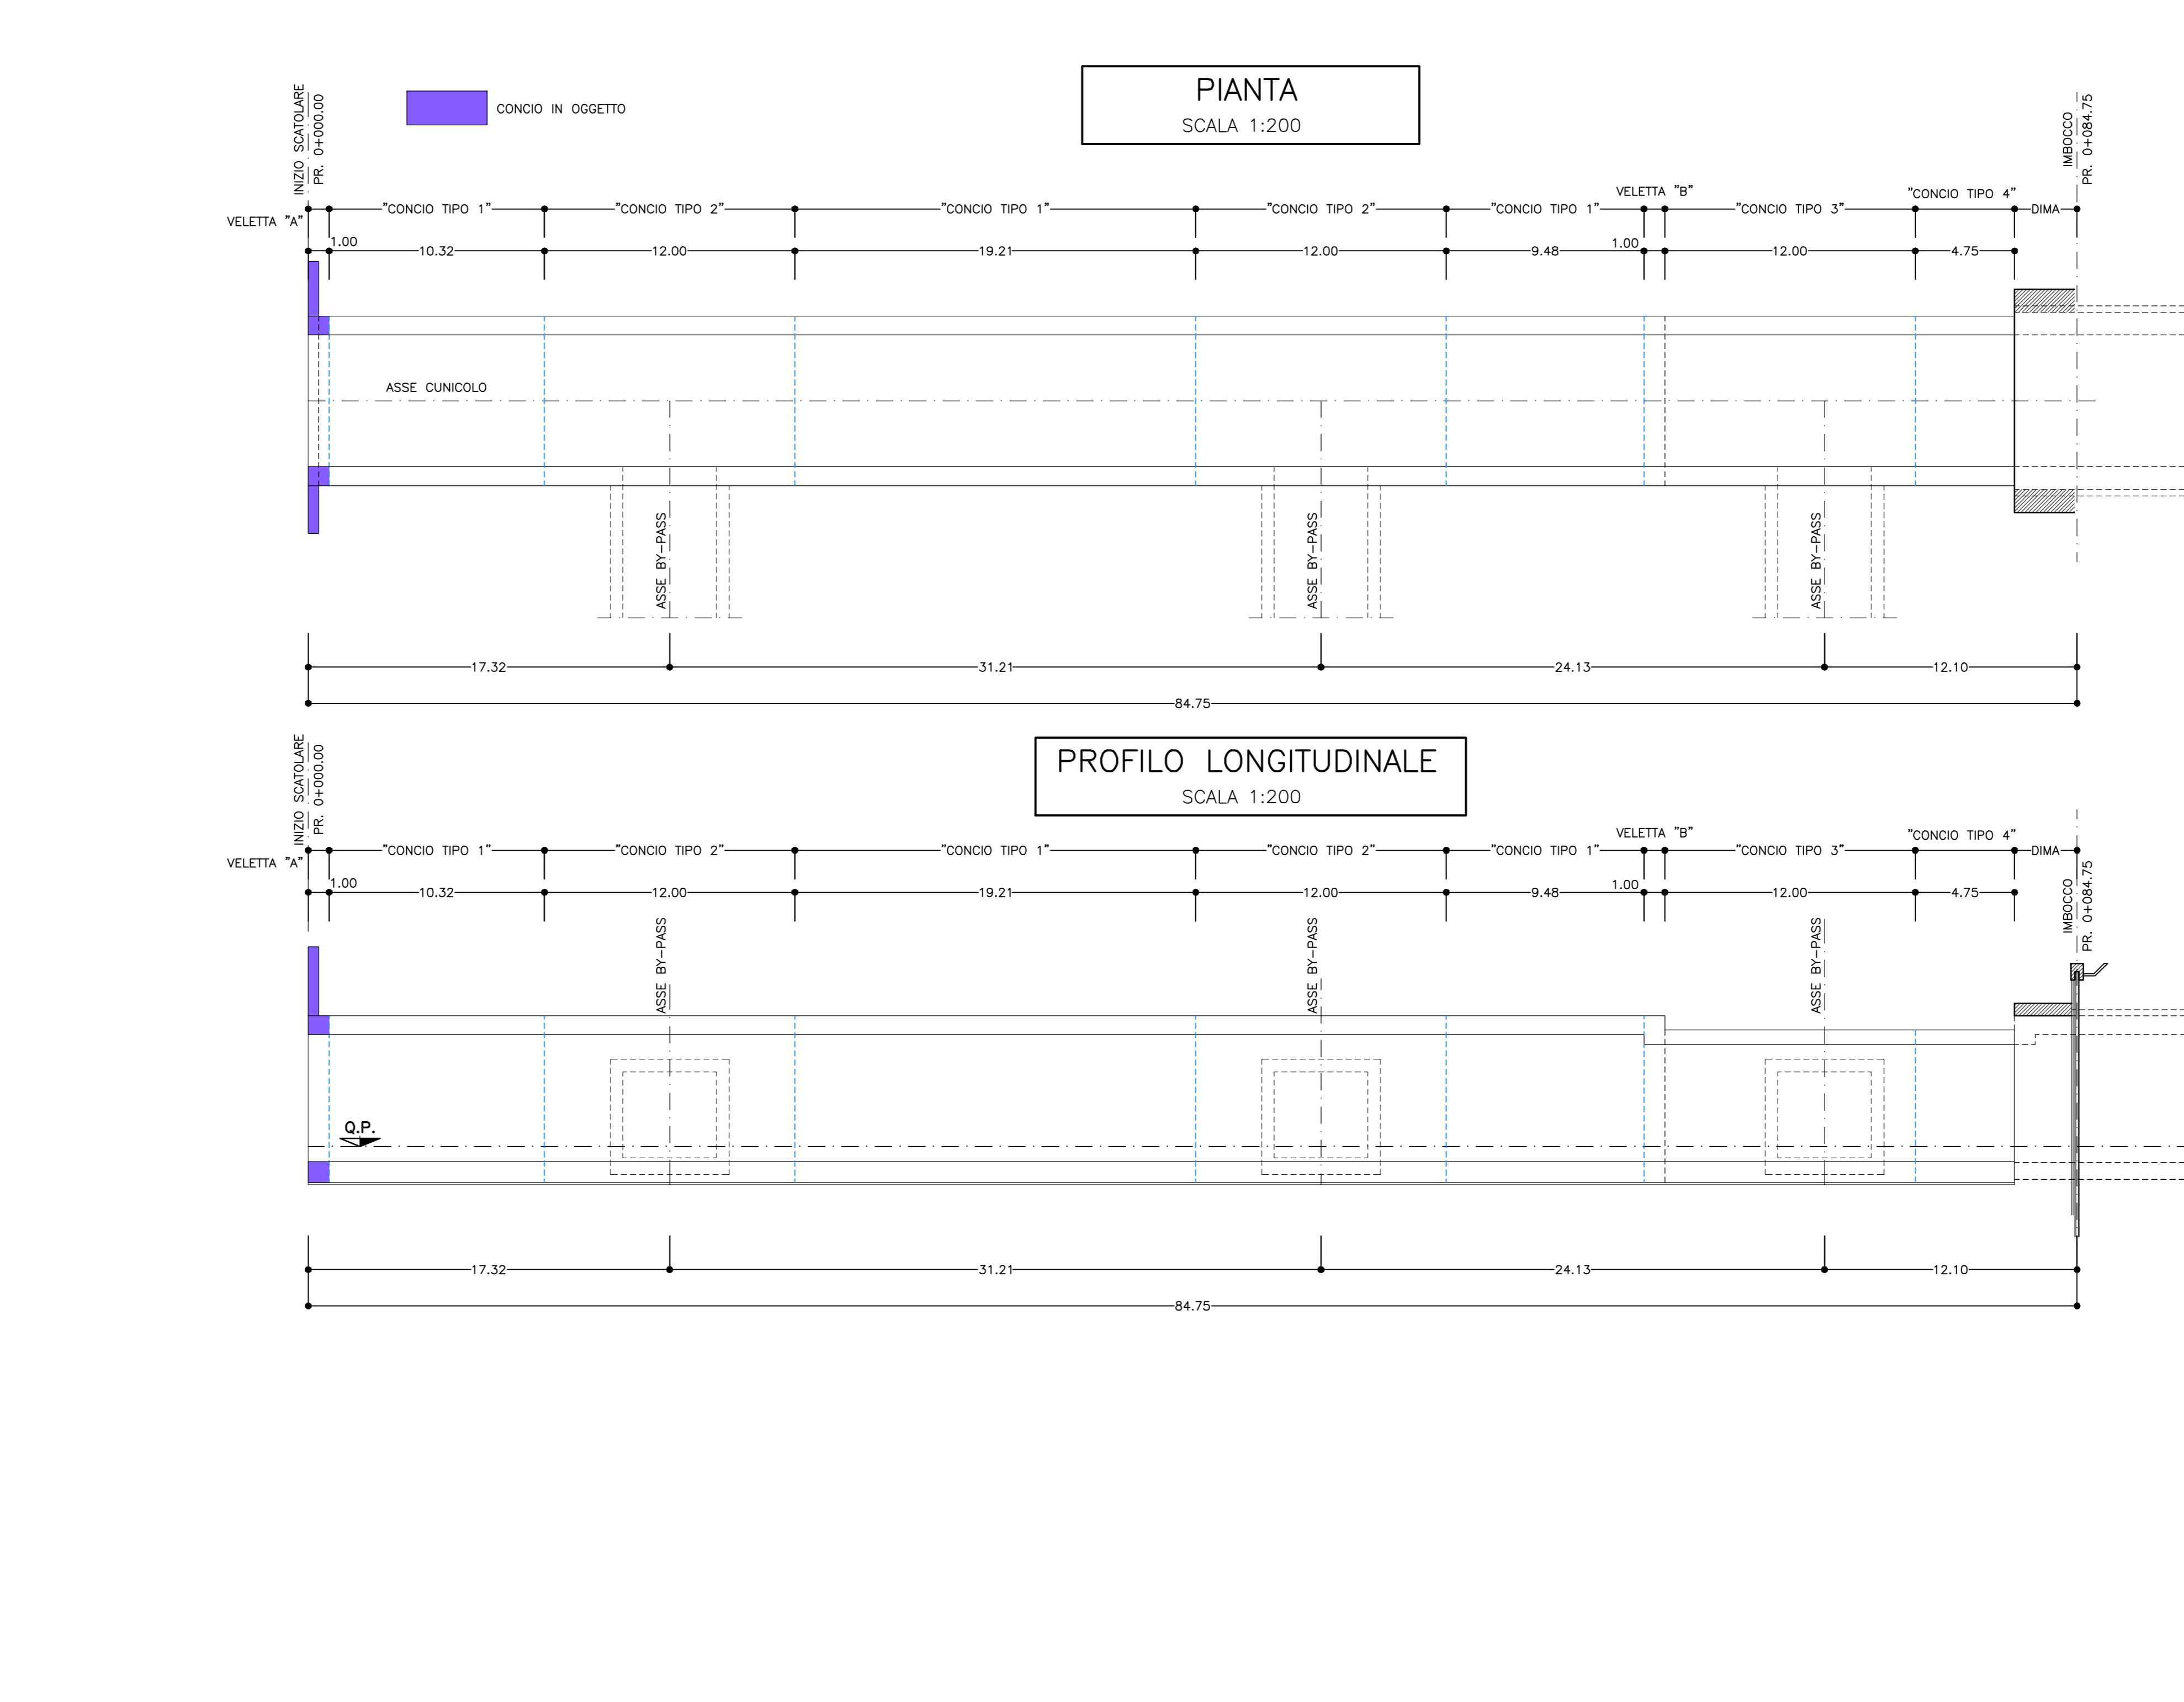 PIANTA
SCALA 1:200
CONCIO IN OGGETTO
INIZIO SCATOLARE
PR. 0+000.00
IMBOCCO
PR. 0+084.75
VELETTA "A"
"CONCIO TIPO 1"
"CONCIO TIPO 2"
"CONCIO TIPO 1"
"CONCIO TIPO 2"
"CONCIO TIPO 1"
VELETTA "B"
"CONCIO TIPO 3"
"CONCIO TIPO 4"
DIMA
1.00
10.32
12.00
19.21
12.00
9.48
1.00
12.00
4.75
ASSE CUNICOLO
ASSE BY-PASS
ASSE BY-PASS
ASSE BY-PASS
17.32
31.21
24.13
12.10
84.75
PROFILO LONGITUDINALE
SCALA 1:200
INIZIO SCATOLARE
PR. 0+000.00
VELETTA "A"
"CONCIO TIPO 1"
"CONCIO TIPO 2"
"CONCIO TIPO 1"
"CONCIO TIPO 2"
"CONCIO TIPO 1"
VELETTA "B"
"CONCIO TIPO 3"
"CONCIO TIPO 4"
DIMA
IMBOCCO
PR. 0+084.75
1.00
10.32
12.00
19.21
12.00
9.48
1.00
12.00
4.75
ASSE BY-PASS
ASSE BY-PASS
ASSE BY-PASS
Q.P.
17.32
31.21
24.13
12.10
84.75